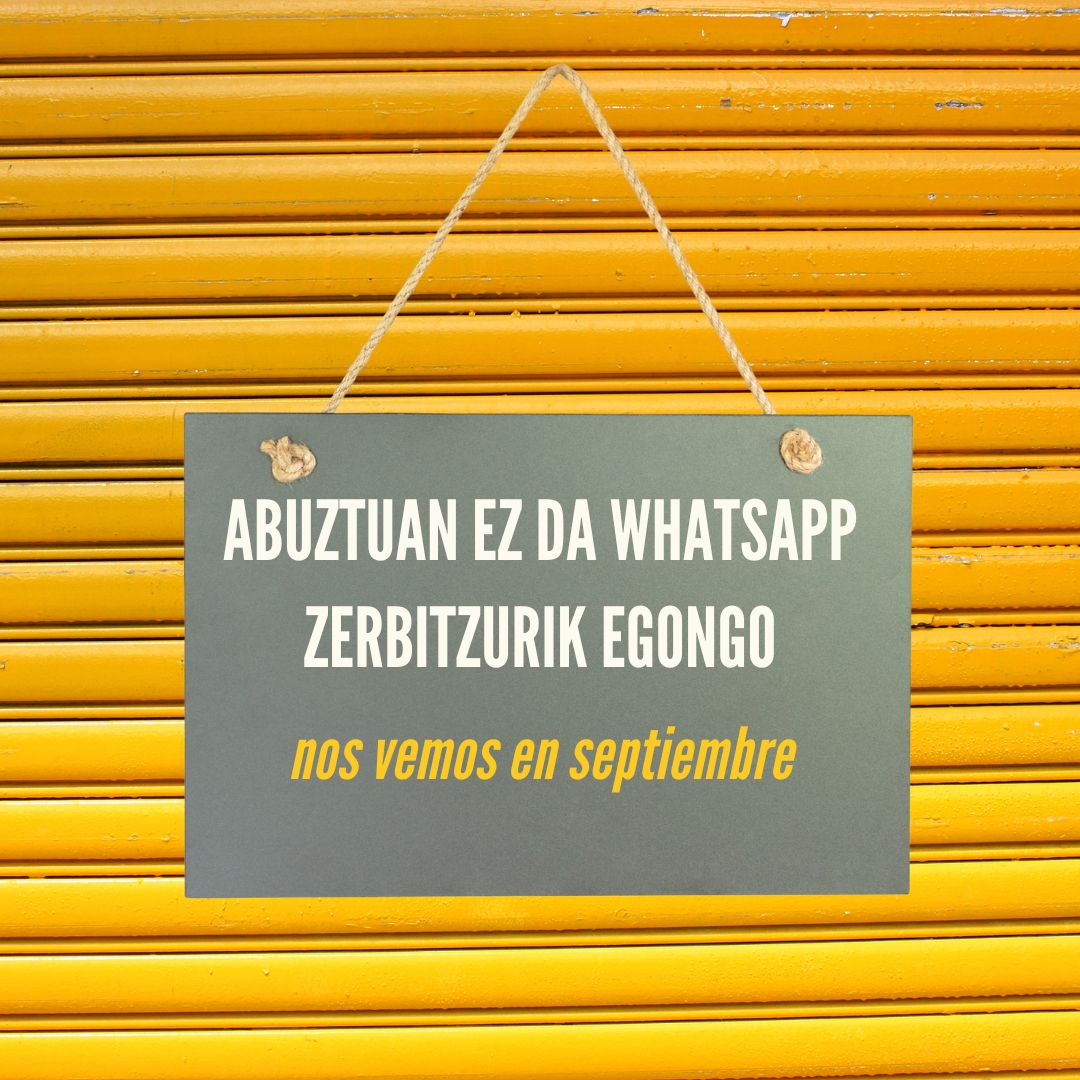 ABUZTUAN EZ DA WHATSAPP
ZERBITZURIK EGONGO
nos vemos en septiembre